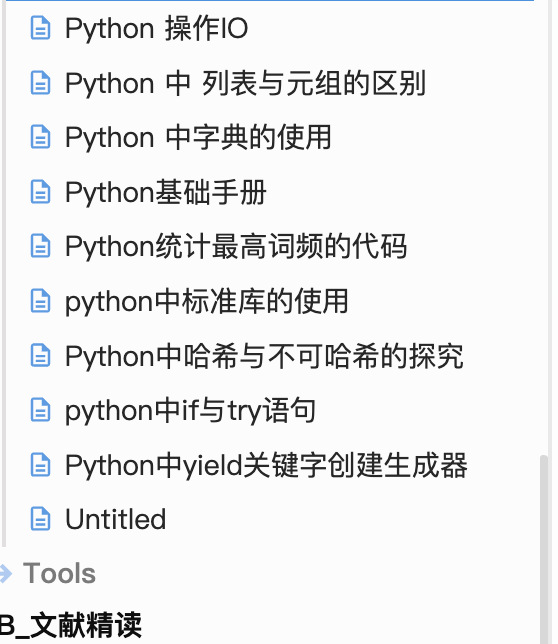 Python 操作IO
Python 中 列表与元组的区别
Python 中字典的使用
Python基础手册
Python统计最高词频的代码
python中标准库的使用
Python中哈希与不可哈希的探究
python中if与try语句
Python中yield关键字创建生成器
Untitled
Tools
B_文献精读